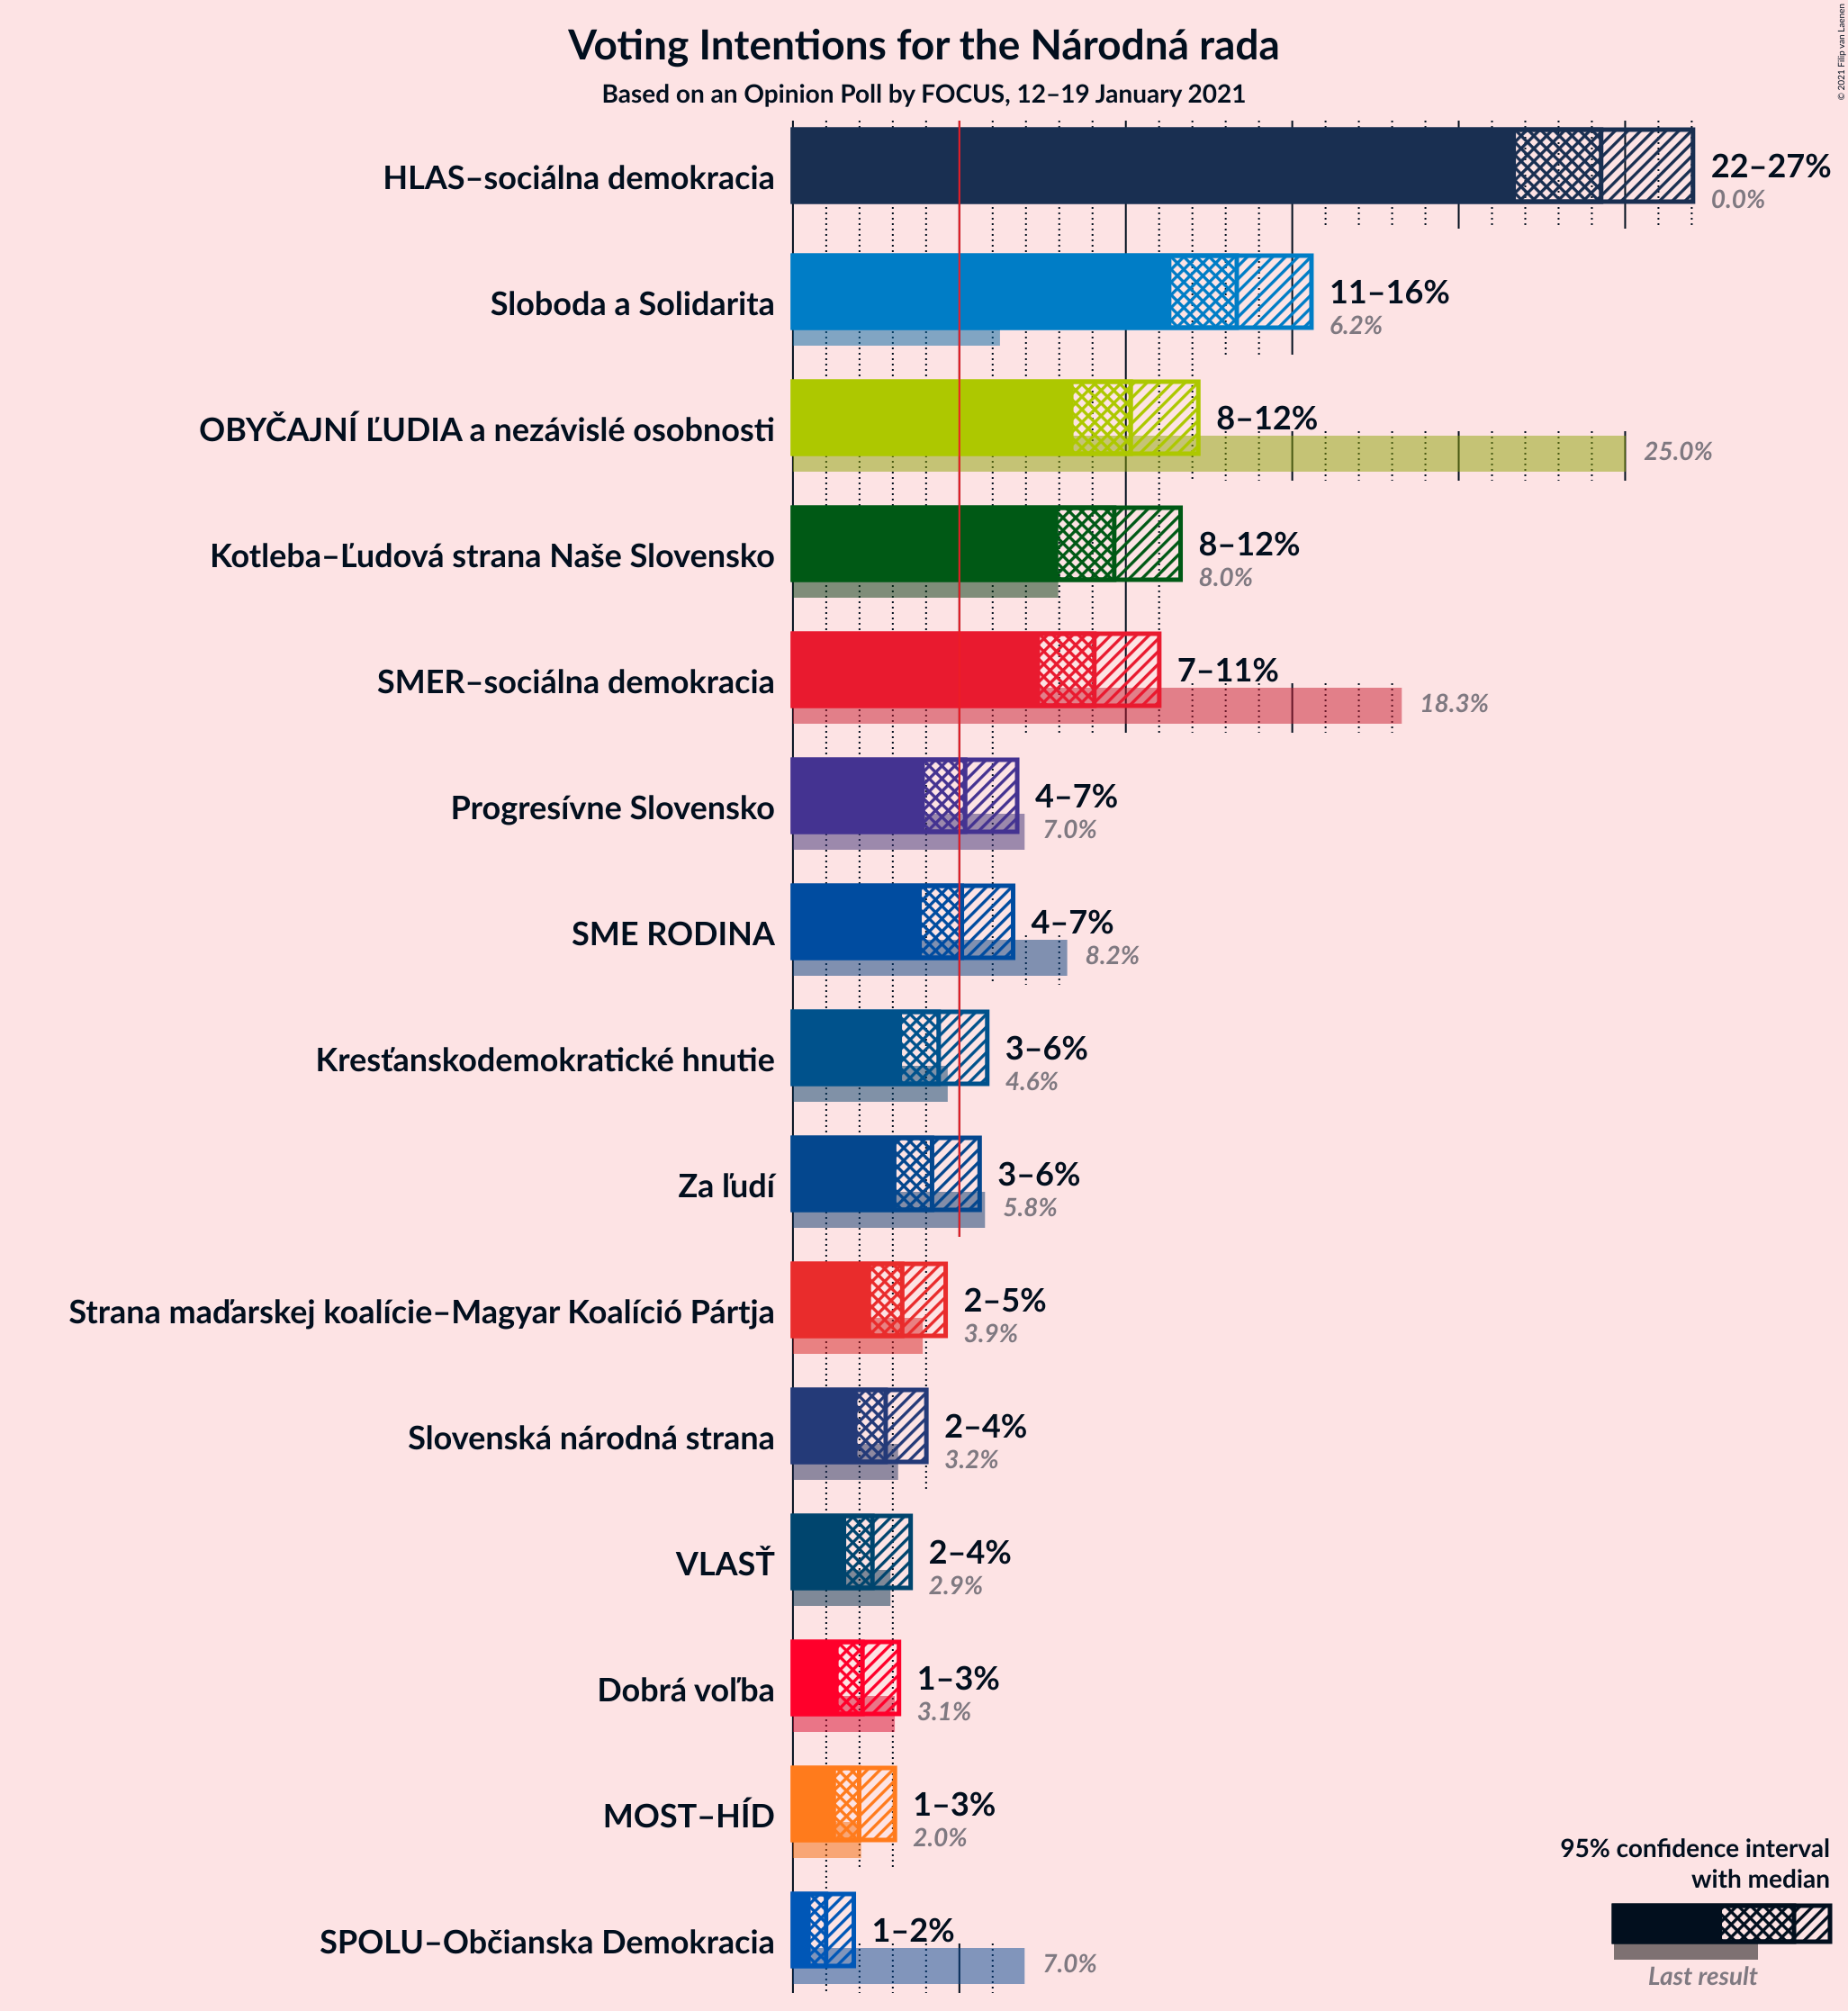 © 2021 Filip van Laenen
Voting Intentions for the Národná rada
Based on an Opinion Poll by FOCUS, 12–19 January 2021
HLAS–sociálna demokracia
22–27%
0.0%
Sloboda a Solidarita
11–16%
6.2%
OBYČAJNÍ ĽUDIA a nezávislé osobnosti
8–12%
25.0%
Kotleba–Ľudová strana Naše Slovensko
8–12%
8.0%
SMER–sociálna demokracia
7–11%
18.3%
Progresívne Slovensko
4–7%
7.0%
SME RODINA
4–7%
8.2%
Kresťanskodemokratické hnutie
3–6%
4.6%
Za ľudí
3–6%
5.8%
Strana maďarskej koalície–Magyar Koalíció Pártja
2–5%
3.9%
Slovenská národná strana
2–4%
3.2%
VLASŤ
2–4%
2.9%
Dobrá voľba
1–3%
3.1%
MOST–HÍD
1–3%
2.0%
SPOLU–Občianska Demokracia
1–2%
7.0%
95% confidence interval
with median
Last result